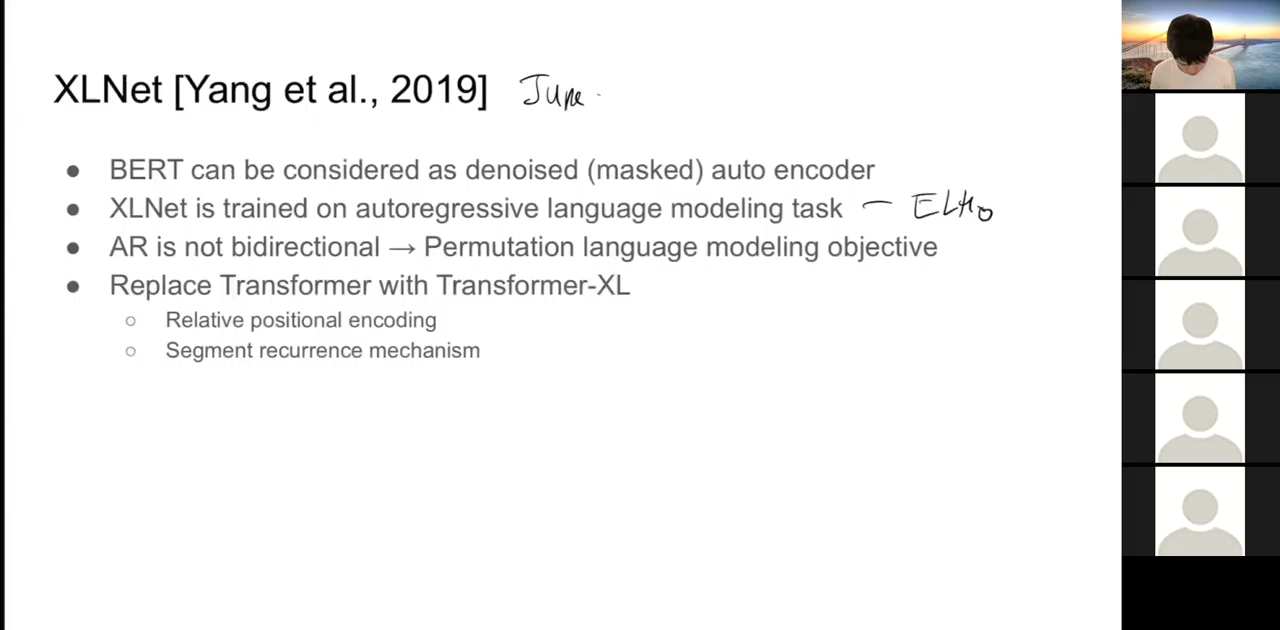 XLNet [Yang et al., 2019] June
● BERT can be considered as denoised (masked) auto encoder
● XLNet is trained on autoregressive language modeling task — ELMo
● AR is not bidirectional → Permutation language modeling objective
● Replace Transformer with Transformer-XL
○ Relative positional encoding
○ Segment recurrence mechanism